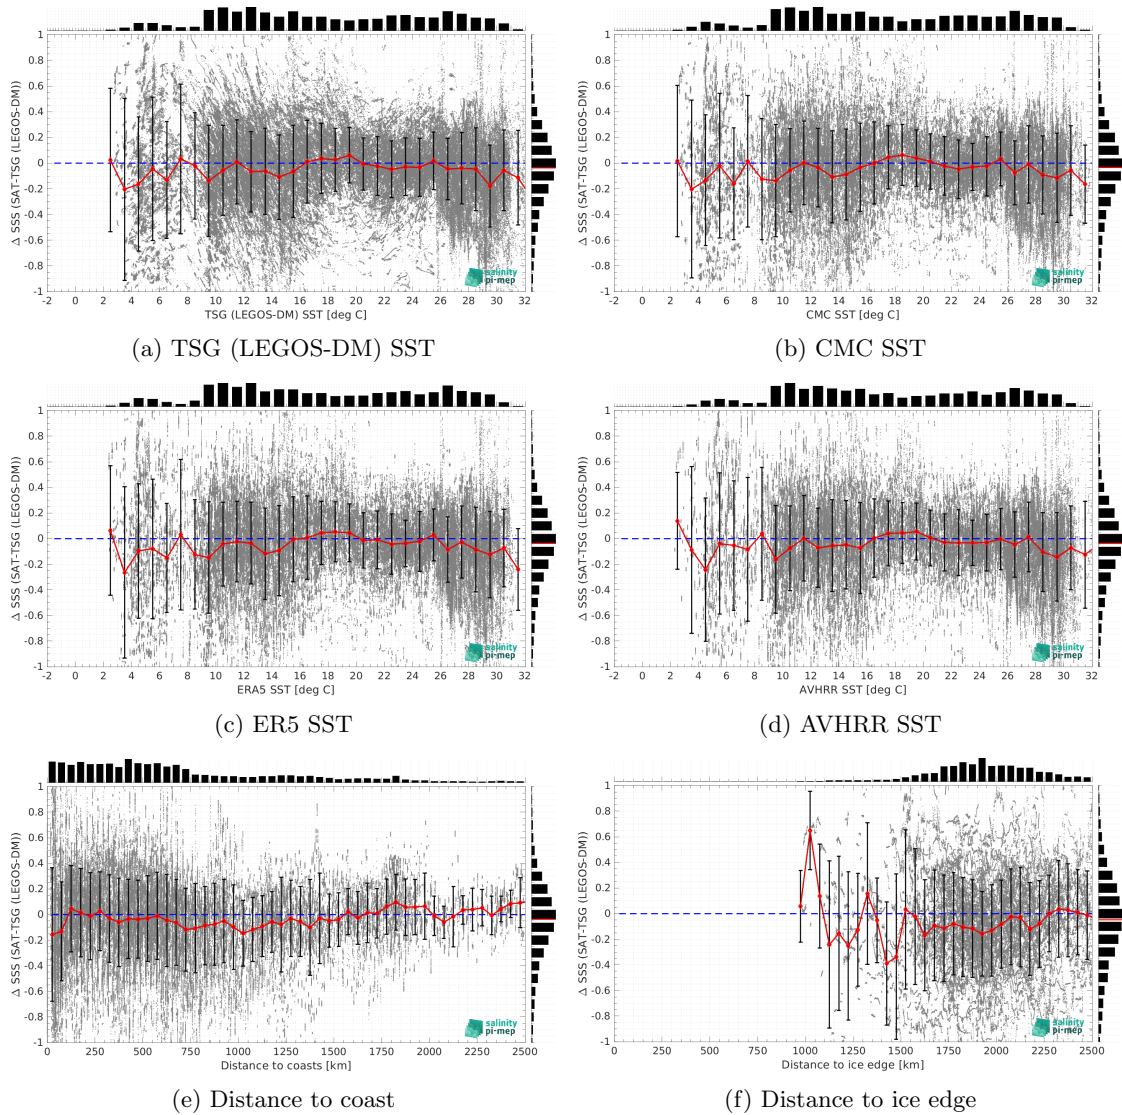 Δ SSS (SAT-TSG (LEGOS-DM))
1
0.8
0.6
0.4
0.2
0
-0.2
-0.4
-0.6
-0.8
-1
-2 0 2 4 6 8 10 12 14 16 18 20 22 24 26 28 30 32
TSG (LEGOS-DM) SST [deg C]
salinity
pi-mep
(a) TSG (LEGOS-DM) SST
Δ SSS (SAT-TSG (LEGOS-DM))
1
0.8
0.6
0.4
0.2
0
-0.2
-0.4
-0.6
-0.8
-1
-2 0 2 4 6 8 10 12 14 16 18 20 22 24 26 28 30 32
CMC SST [deg C]
salinity
pi-mep
(b) CMC SST
Δ SSS (SAT-TSG (LEGOS-DM))
1
0.8
0.6
0.4
0.2
0
-0.2
-0.4
-0.6
-0.8
-1
-2 0 2 4 6 8 10 12 14 16 18 20 22 24 26 28 30 32
ERA5 SST [deg C]
salinity
pi-mep
(c) ER5 SST
Δ SSS (SAT-TSG (LEGOS-DM))
1
0.8
0.6
0.4
0.2
0
-0.2
-0.4
-0.6
-0.8
-1
-2 0 2 4 6 8 10 12 14 16 18 20 22 24 26 28 30 32
AVHRR SST [deg C]
salinity
pi-mep
(d) AVHRR SST
Δ SSS (SAT-TSG (LEGOS-DM))
1
0.8
0.6
0.4
0.2
0
-0.2
-0.4
-0.6
-0.8
-1
0 250 500 750 1000 1250 1500 1750 2000 2250 2500
Distance to coasts [km]
salinity
pi-mep
(e) Distance to coast
Δ SSS (SAT-TSG (LEGOS-DM))
1
0.8
0.6
0.4
0.2
0
-0.2
-0.4
-0.6
-0.8
-1
0 250 500 750 1000 1250 1500 1750 2000 2250 2500
Distance to ice edge [km]
salinity
pi-mep
(f) Distance to ice edge